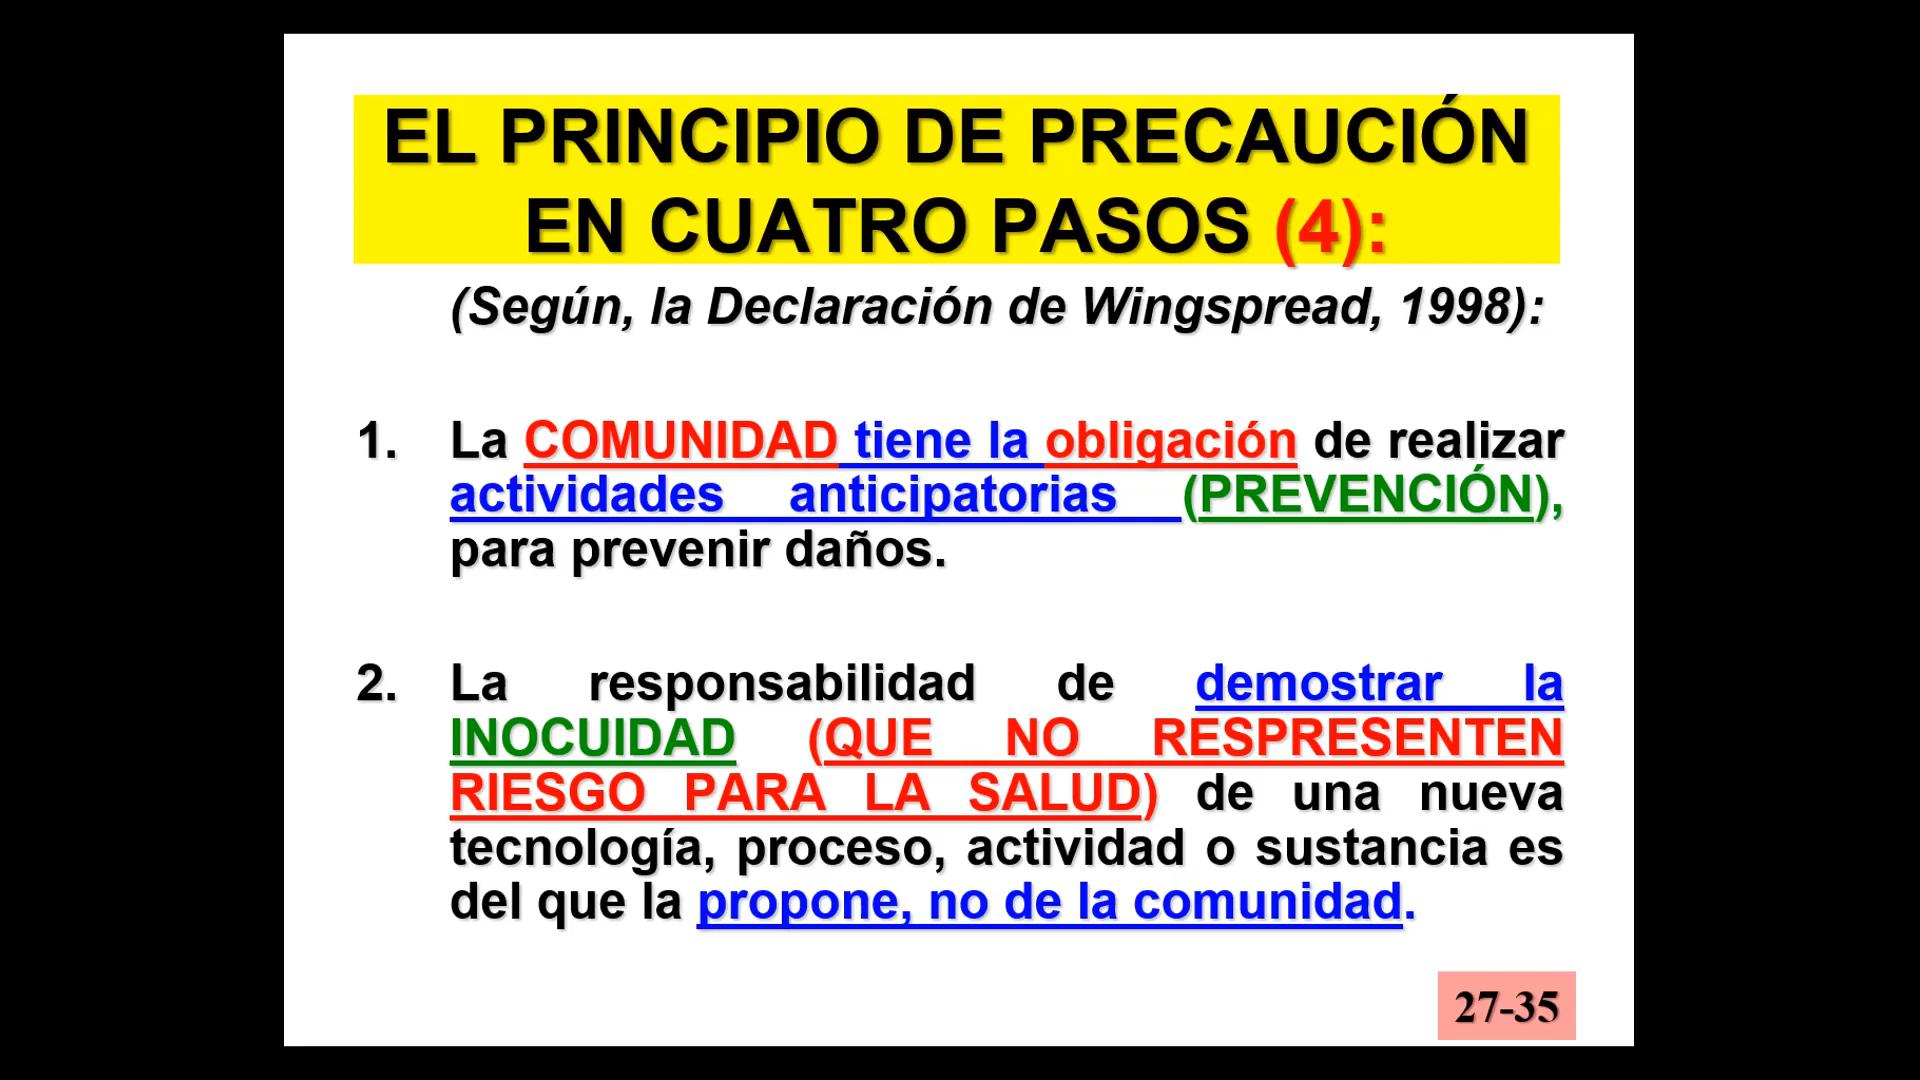 EL PRINCIPIO DE PRECAUCIÓN
EN CUATRO PASOS (4):
(Según, la Declaración de Wingspread, 1998):
1. La COMUNIDAD tiene la obligación de realizar
actividades anticipatorias (PREVENCIÓN),
para prevenir daños.
2. La responsabilidad de demostrar la
INOCUIDAD (QUE NO RESPRESENTEN
RIESGO PARA LA SALUD) de una nueva
tecnología, proceso, actividad o sustancia es
del que la propone, no de la comunidad.
27-35